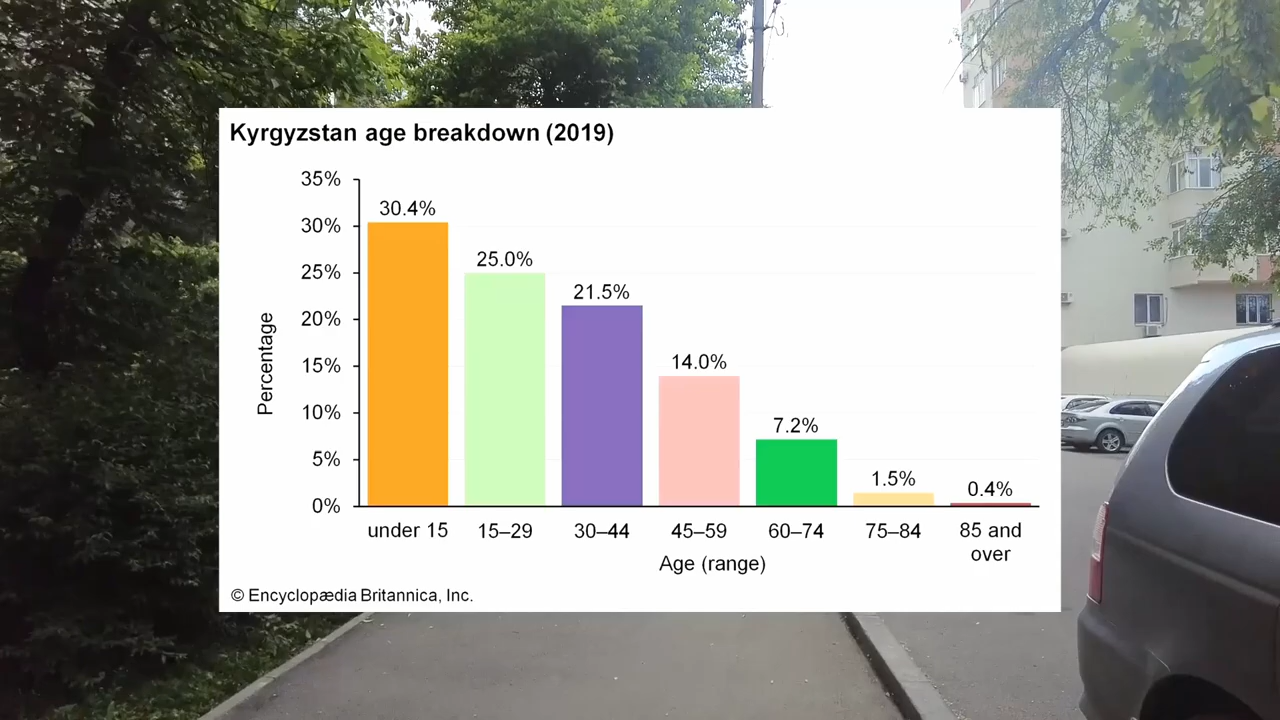 Kyrgyzstan age breakdown (2019)
35%
30%
25%
20%
15%
10%
5%
0%
Percentage
30.4%
25.0%
21.5%
14.0%
7.2%
1.5%
0.4%
under 15
15–29
30–44
45–59
60–74
75–84
85 and
over
Age (range)
© Encyclopædia Britannica, Inc.